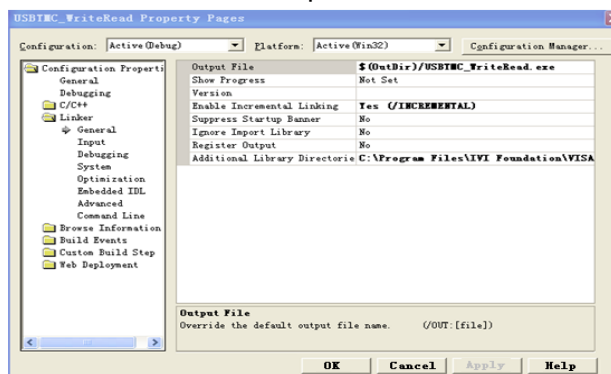 USBTMC_WriteRead Property Pages
Configuration: Active(Debug) Platform: Active(Win32) Configuration Manager...
Configuration Properti
General
Debugging
C/C++
Linker
General
Input
Debugging
System
Optimization
Embedded IDL
Advanced
Command Line
Browse Information
Build Events
Custom Build Step
Web Deployment
Output File $(OutDir)/USBTMC_WriteRead.exe
Show Progress Not Set
Version
Enable Incremental Linking Yes (/INCREMENTAL)
Suppress Startup Banner No
Ignore Import Library No
Register Output No
Additional Library Directorie C:\Program Files\IVI Foundation\VISA
Output File
Override the default output file name. (/OUT:[file])
OK Cancel Apply Help